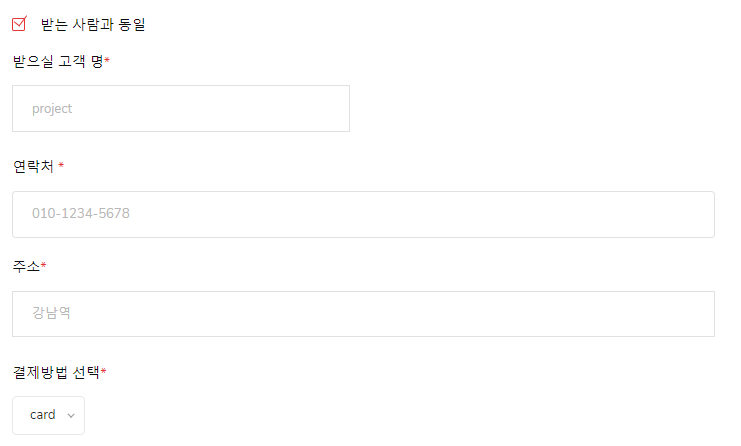 받는 사람과 동일
받으실 고객 명*
project
연락처 *
010-1234-5678
주소*
강남역
결제방법 선택*
card